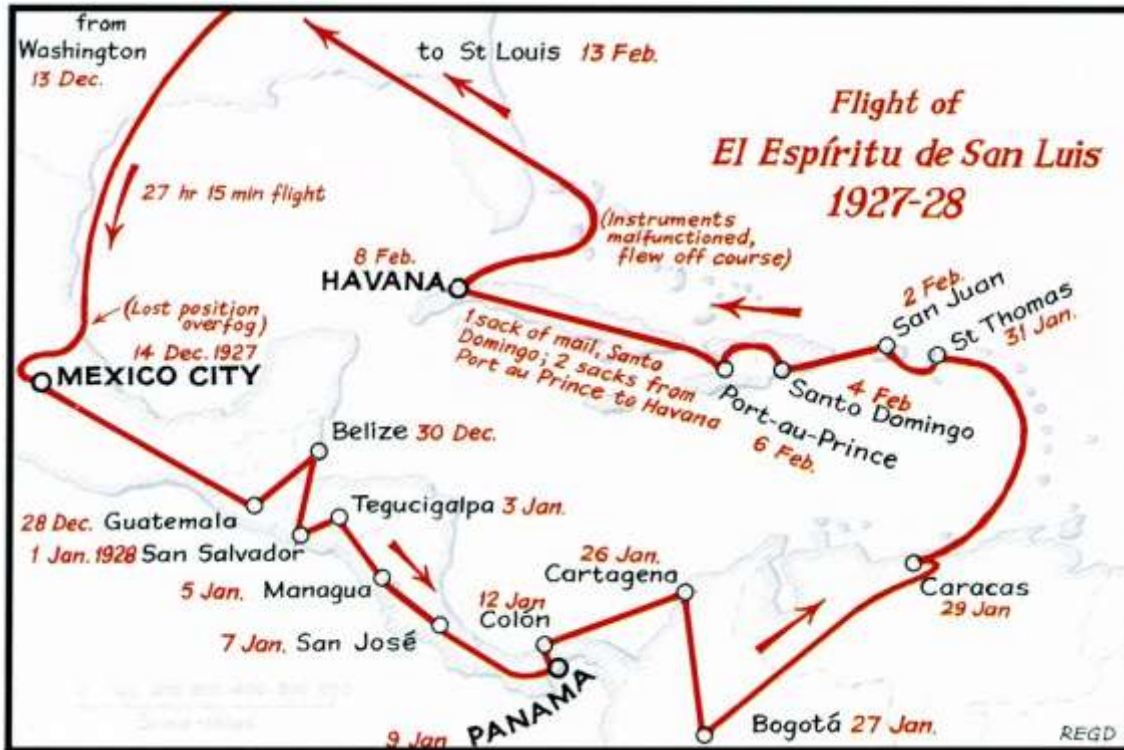 from
Washington
13 Dec.
to St Louis 13 Feb.
Flight of
El Espíritu de San Luis
1927-28
27 hr 15 min flight
(Instruments
malfunctioned,
flew off course)
8 Feb.
HAVANA
(Lost position
over fog)
14 Dec. 1927
MEXICO CITY
1 sack of mail, Santo
Domingo; 2 sacks from
Port au Prince to Havana
2 Feb.
San Juan
St Thomas
31 Jan.
4 Feb
Santo Domingo
Port-au-Prince
6 Feb.
Belize 30 Dec.
28 Dec. Guatemala
Tegucigalpa 3 Jan.
1 Jan. 1928 San Salvador
5 Jan. Managua
7 Jan. San José
12 Jan
Colón
26 Jan.
Cartagena
Caracas
29 Jan
9 Jan
PANAMA
Bogotá 27 Jan.
REGD